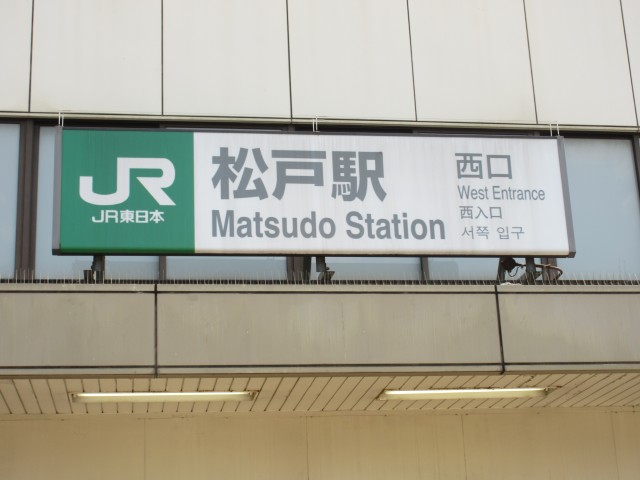 JR
JR東日本
松戸駅
Matsudo Station
西口
West Entrance
西入口
서쪽 입구